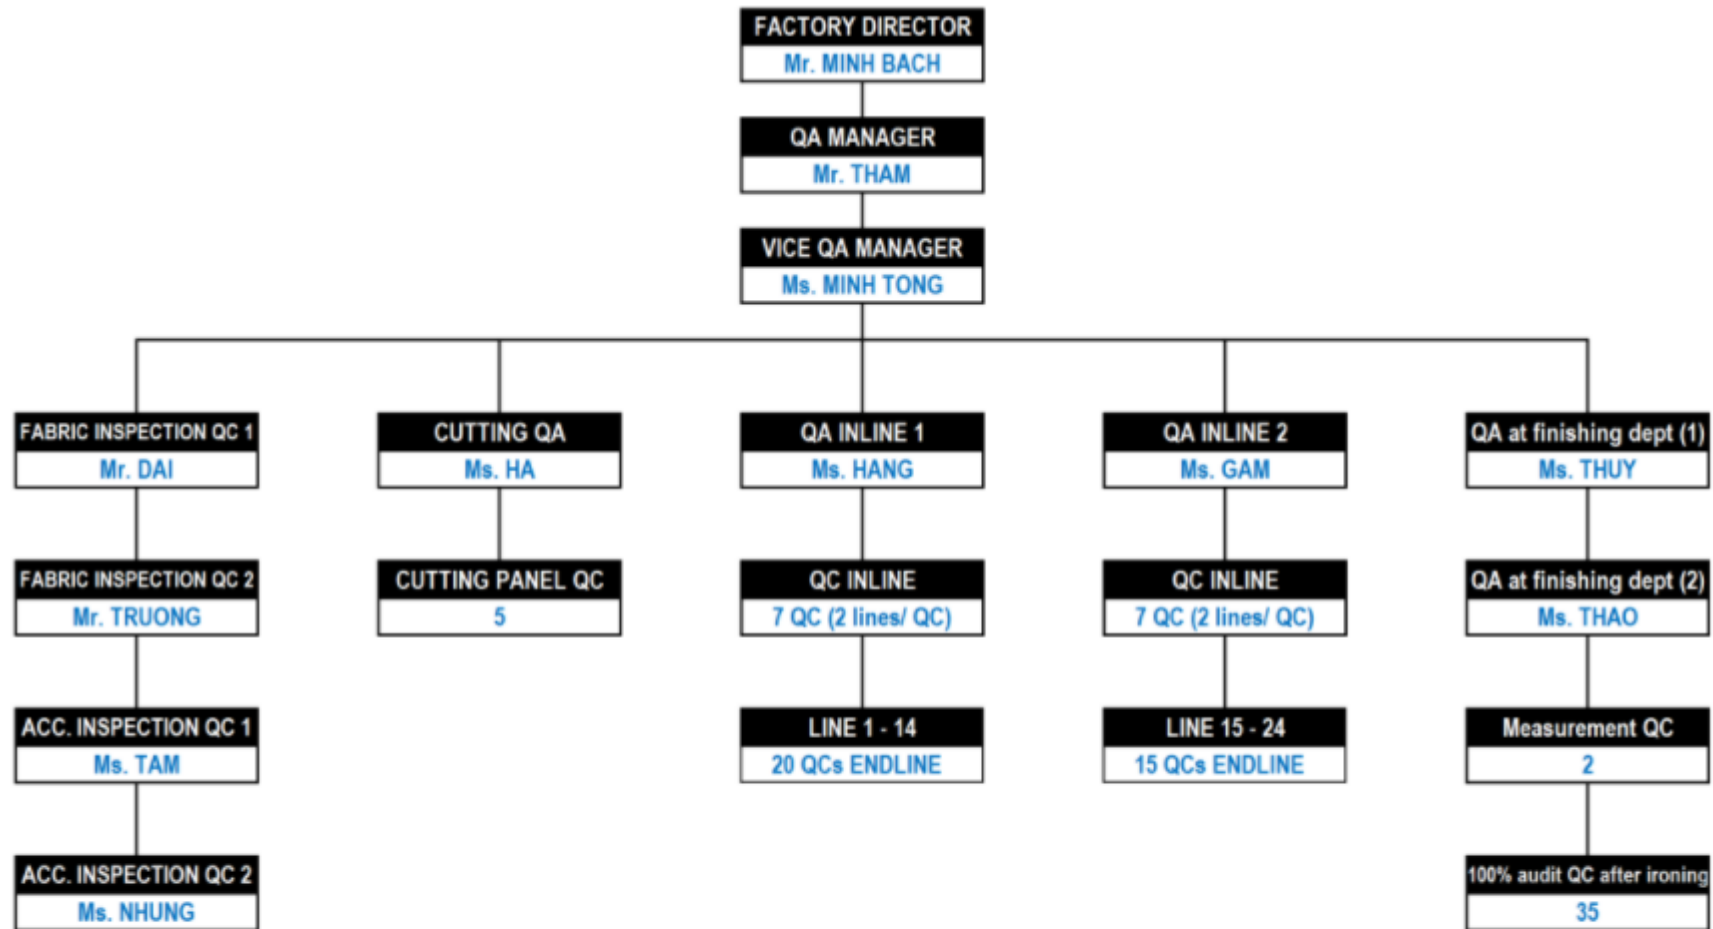 FACTORY DIRECTOR
Mr. MINH BACH
QA MANAGER
Mr. THAM
VICE QA MANAGER
Ms. MINH TONG
FABRIC INSPECTION QC 1
Mr. DAI
FABRIC INSPECTION QC 2
Mr. TRUONG
ACC. INSPECTION QC 1
Ms. TAM
ACC. INSPECTION QC 2
Ms. NHUNG
CUTTING QA
Ms. HA
CUTTING PANEL QC
5
QA INLINE 1
Ms. HANG
QC INLINE
7 QC (2 lines/ QC)
LINE 1 - 14
20 QCs ENDLINE
QA INLINE 2
Ms. GAM
QC INLINE
7 QC (2 lines/ QC)
LINE 15 - 24
15 QCs ENDLINE
QA at finishing dept (1)
Ms. THUY
QA at finishing dept (2)
Ms. THAO
Measurement QC
2
100% audit QC after ironing
35